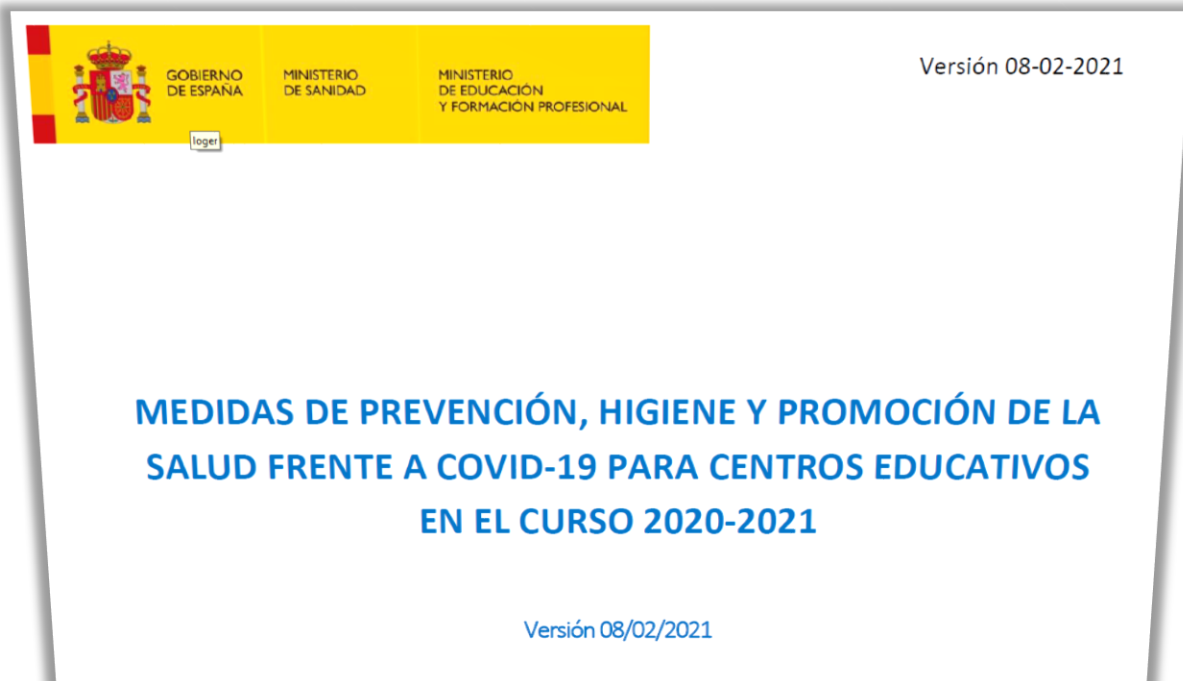 GOBIERNO
DE ESPAÑA
MINISTERIO
DE SANIDAD
MINISTERIO
DE EDUCACIÓN
Y FORMACIÓN PROFESIONAL
loger
Versión 08-02-2021
MEDIDAS DE PREVENCIÓN, HIGIENE Y PROMOCIÓN DE LA
SALUD FRENTE A COVID-19 PARA CENTROS EDUCATIVOS
EN EL CURSO 2020-2021
Versión 08/02/2021